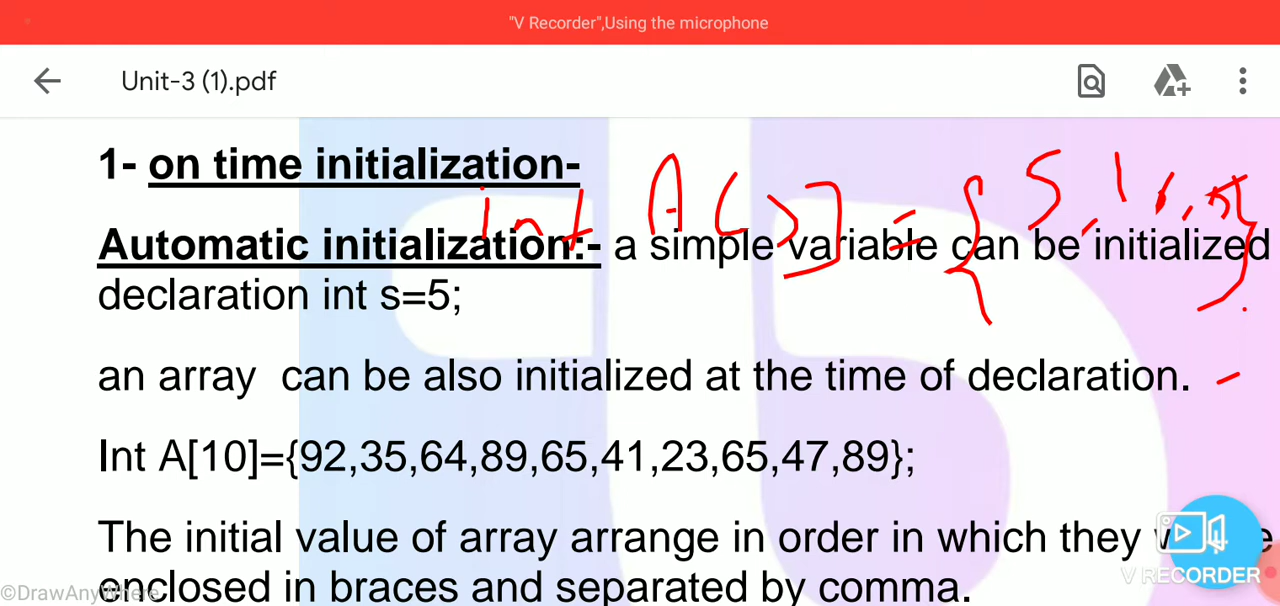 "V Recorder",Using the microphone
Unit-3 (1).pdf
1- on time initialization-
int A[3] = {5, 1
Automatic initialization:- a simple variable can be initialized
declaration int s=5;
an array can be also initialized at the time of declaration. -
Int A[10]={92,35,64,89,65,41,23,65,47,89};
The initial value of array arrange in order in which they
enclosed in braces and separated by comma.
V RECORDER
©DrawAnyWhere